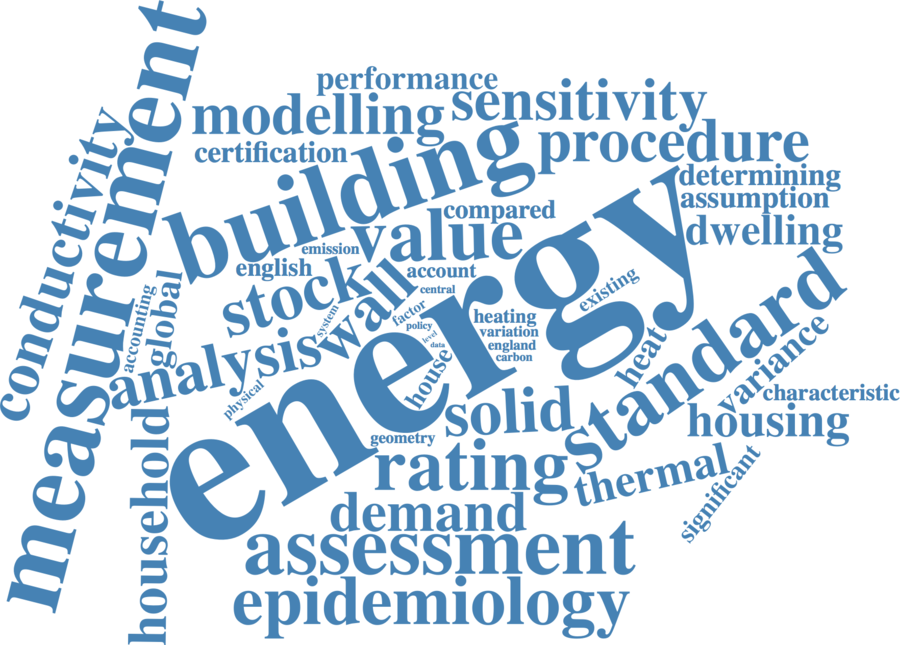 performance
modelling
sensitivity
certification
procedure
measurement
conductivity
building
determining
assumption
compared
value
dwelling
emission
english
account
stock
wall
central
existing
global
accounting
system
factor
policy
level
data
heating
variation
england
carbon
heat
analysis
energy
standard
variance
physical
house
characteristic
solid
housing
geometry
household
rating
thermal
significant
demand
assessment
epidemiology